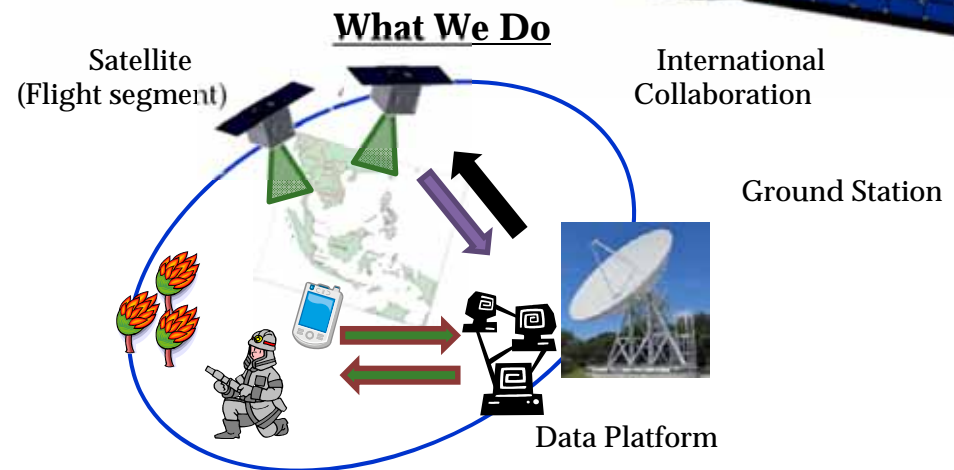 What We Do
Satellite
(Flight segment)
International
Collaboration
Ground Station
Data Platform